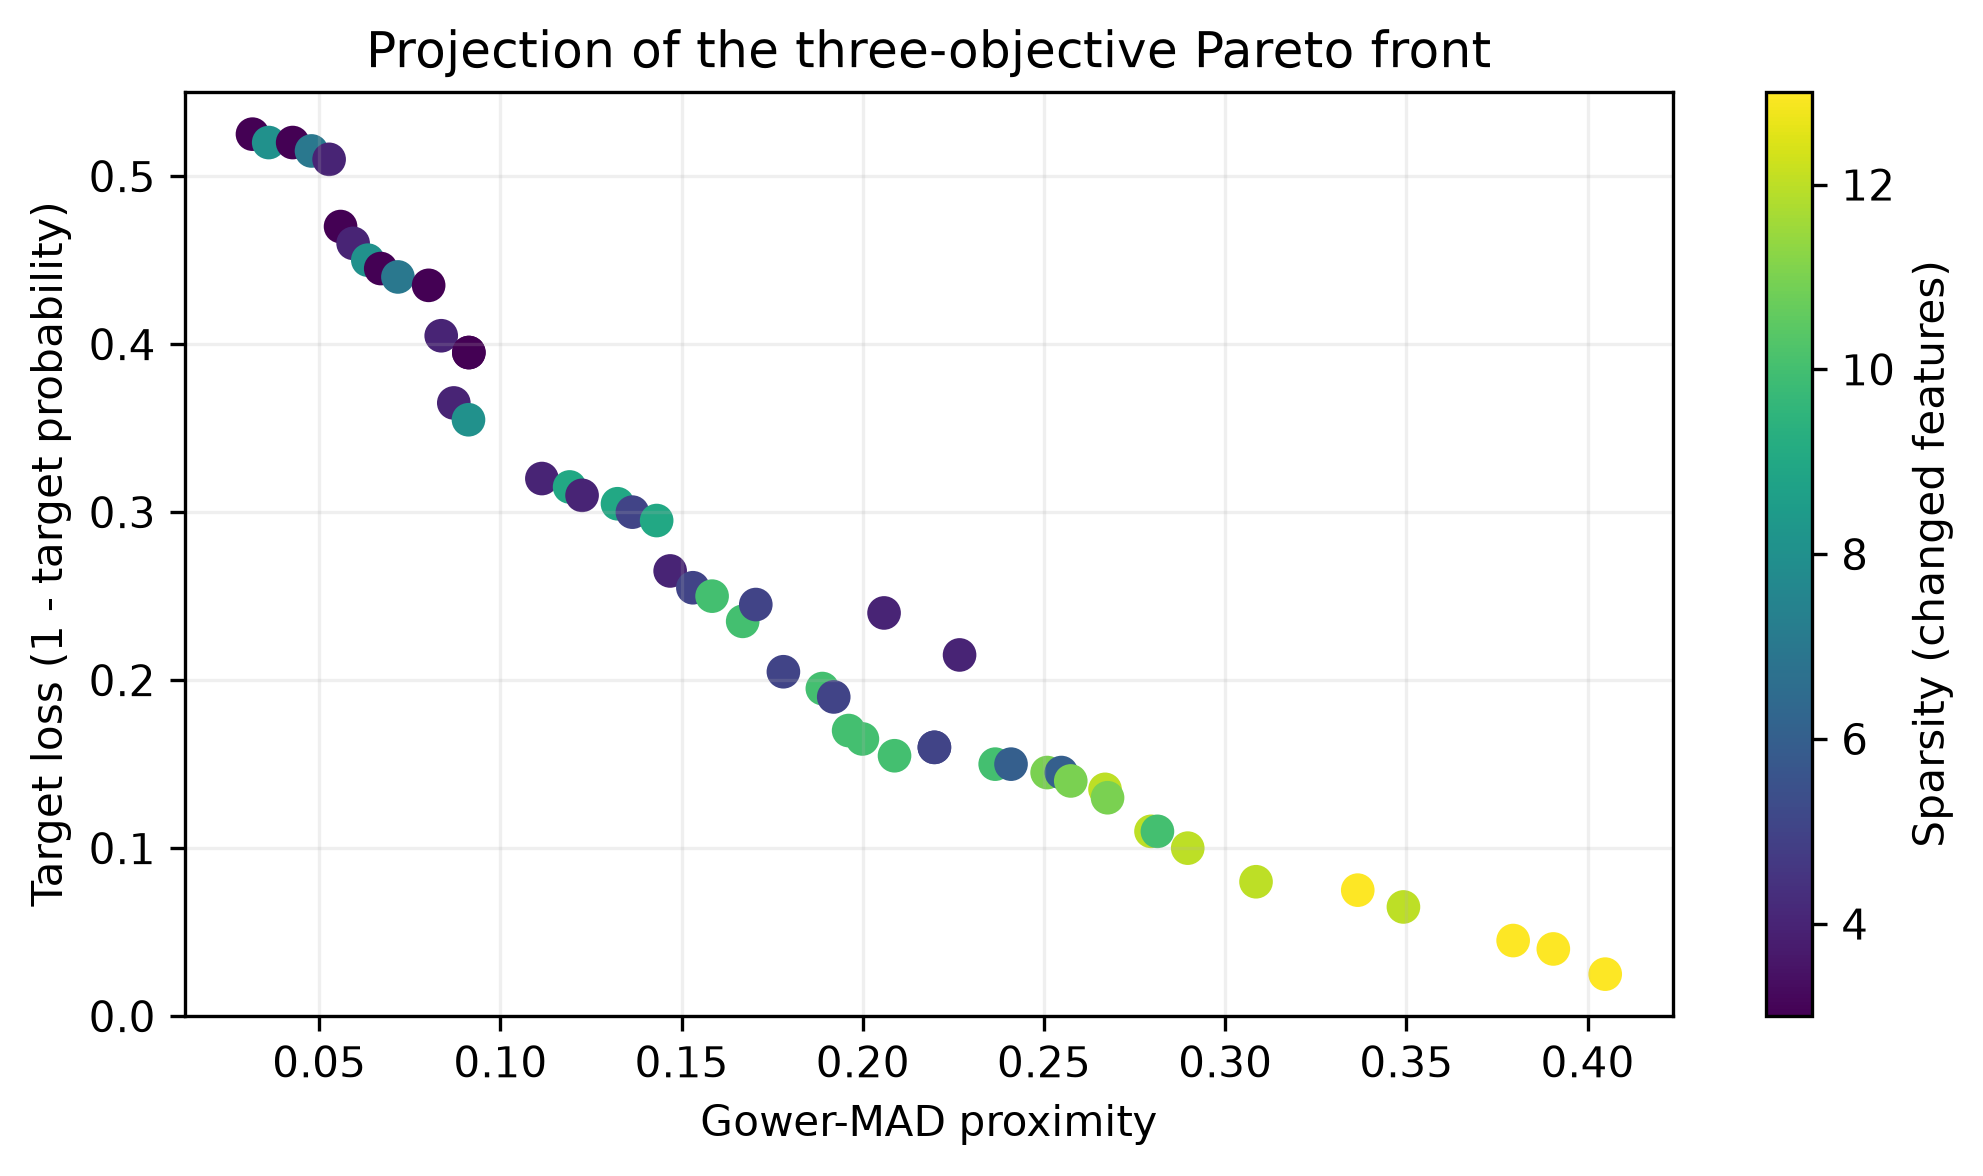 Projection of the three-objective Pareto front
Target loss (1 - target probability)
0.5
0.4
0.3
0.2
0.1
0.0
0.05 0.10 0.15 0.20 0.25 0.30 0.35 0.40
Gower-MAD proximity
12
10
8
6
4
Sparsity (changed features)